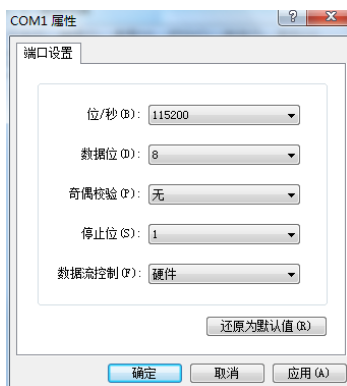 COM1 属性
端口设置
位/秒(B): 115200
数据位(D): 8
奇偶校验(P): 无
停止位(S): 1
数据流控制(F): 硬件
还原为默认值(R)
确定 取消 应用(A)